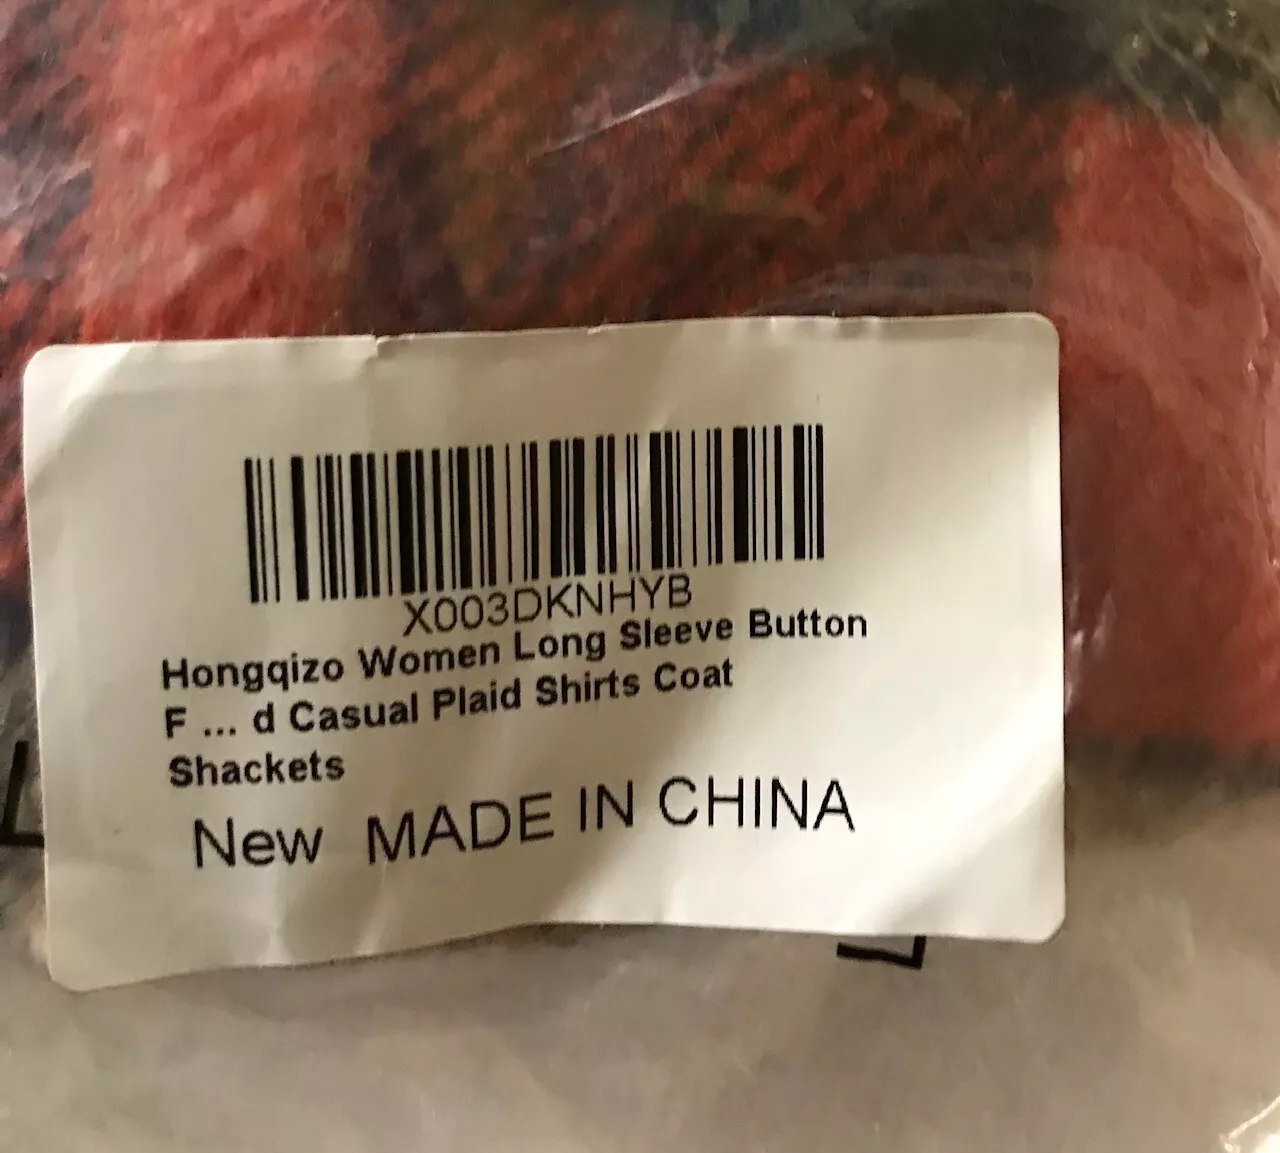 X003DKNHYB
Hongqizo Women Long Sleeve Button
F ... d Casual Plaid Shirts Coat
Shackets
New MADE IN CHINA